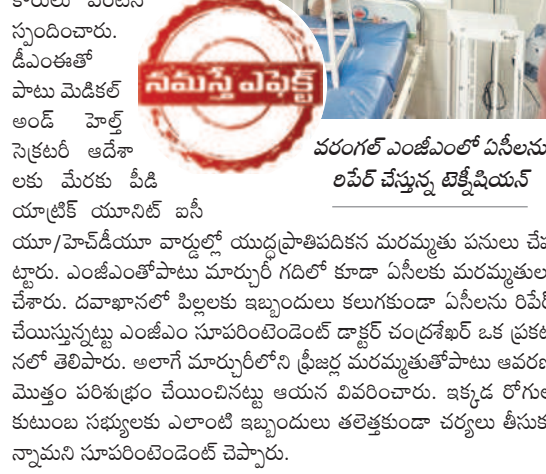 స్పందించారు.
డీఎంఈతో
పాటు మెడికల్
అండ్ హెల్త్
సెక్రటరీ ఆదేశా
లకు మేరకు పీడి
యాట్రిక్ యూనిట్ ఐసీ
యూ/హెచ్‌డీయూ వార్డుల్లో యుద్ధప్రాతిపదికన మరమ్మతు పనులు చేప
ట్టారు. ఎంజీఎంతోపాటు మార్చురీ గదిలో కూడా ఏసీలకు మరమ్మతుల
చేశారు. దవాఖానలో పిల్లలకు ఇబ్బందులు కలుగకుండా ఏసీలను రిపేర్
చేయిస్తున్నట్టు ఎంజీఎం సూపరింటెండెంట్ డాక్టర్ చంద్రశేఖర్ ఒక ప్రకట
నలో తెలిపారు. అలాగే మార్చురీలోని ఫ్రీజర్ల మరమ్మతుతోపాటు ఆవరణ
మొత్తం పరిశుభ్రం చేయించినట్టు ఆయన వివరించారు. ఇక్కడ రోగుల
కుటుంబ సభ్యులకు ఎలాంటి ఇబ్బందులు తలెత్తకుండా చర్యలు తీసుక
న్నామని సూపరింటెండెంట్ చెప్పారు.
నమస్తే ఎఫెక్ట్
వరంగల్ ఎంజీఎంలో ఏసీలను
రిపేర్ చేస్తున్న టెక్నీషియన్